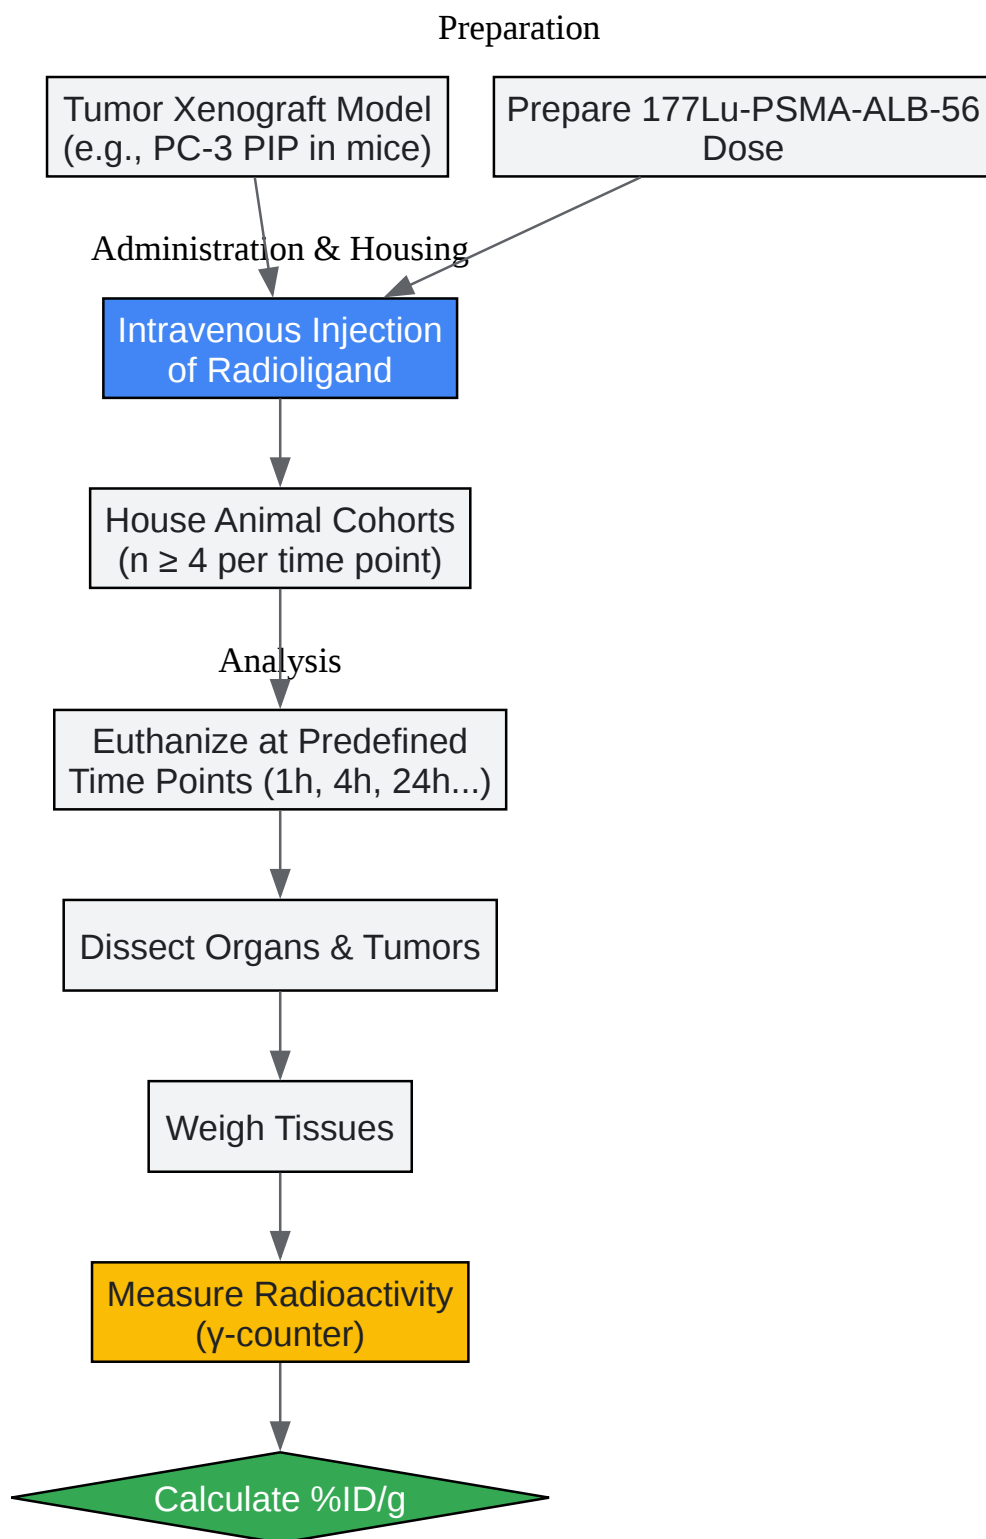 Preparation
Tumor Xenograft Model
(e.g., PC-3 PIP in mice)
Prepare 177Lu-PSMA-ALB-56
Dose
Administration & Housing
Intravenous Injection
of Radioligand
House Animal Cohorts
(n ≥ 4 per time point)
Analysis
Euthanize at Predefined
Time Points (1h, 4h, 24h...)
Dissect Organs & Tumors
Weigh Tissues
Measure Radioactivity
(γ-counter)
Calculate %ID/g